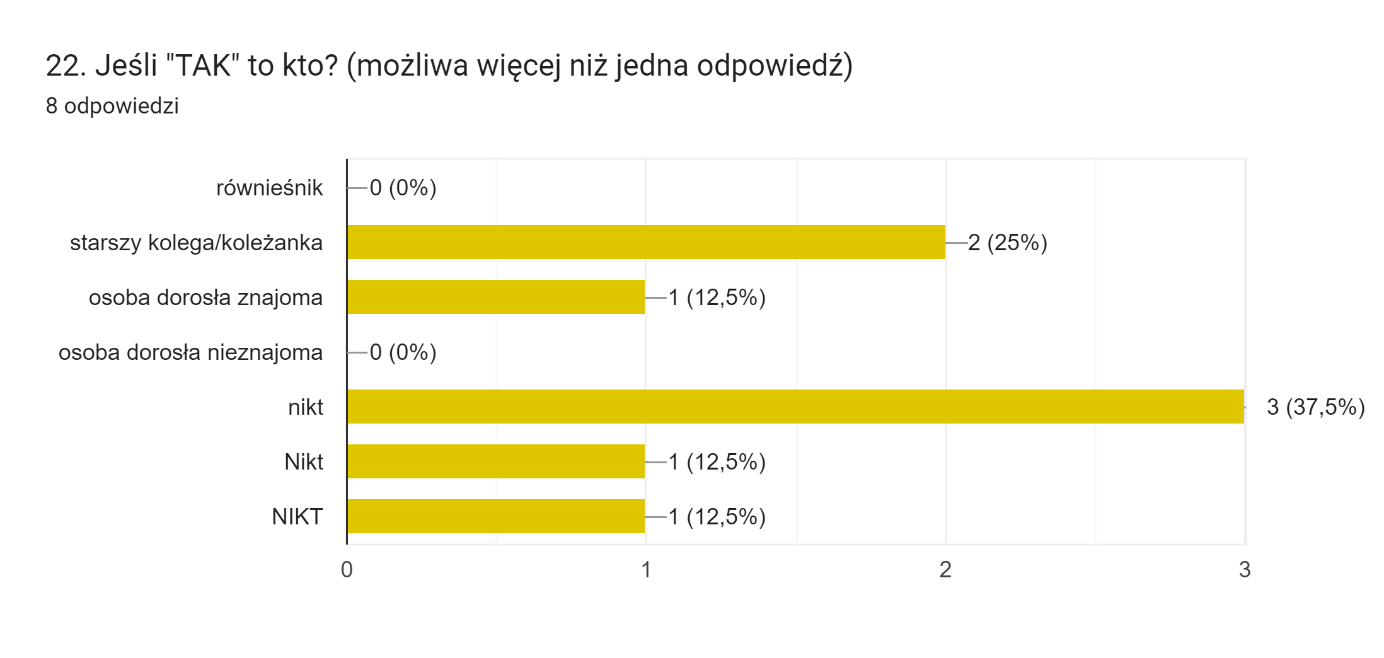 22. Jeśli "TAK" to kto? (możliwa więcej niż jedna odpowiedź)
8 odpowiedzi
równieśnik 0 (0%)
starszy kolega/koleżanka 2 (25%)
osoba dorosła znajoma 1 (12,5%)
osoba dorosła nieznajoma 0 (0%)
nikt 3 (37,5%)
Nikt 1 (12,5%)
NIKT 1 (12,5%)
0 1 2 3